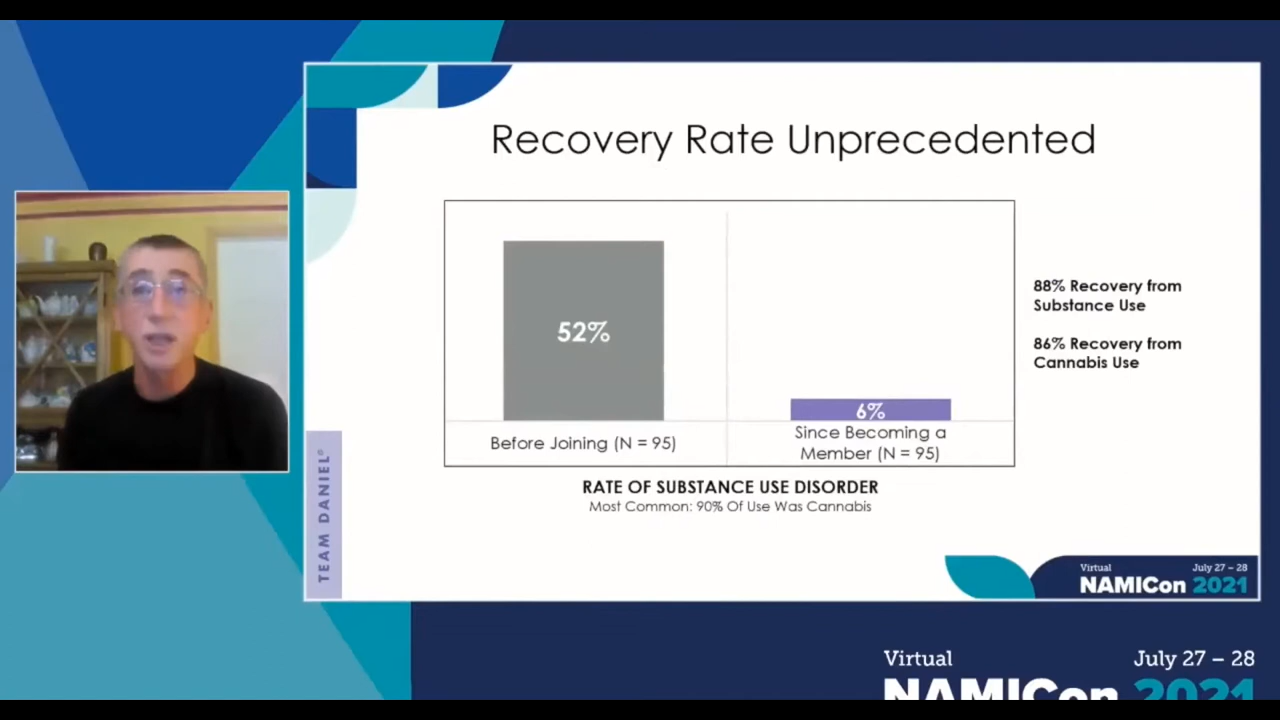 Recovery Rate Unprecedented
52%
6%
Before Joining (N = 95)
Since Becoming a
Member (N = 95)
RATE OF SUBSTANCE USE DISORDER
Most Common: 90% Of Use Was Cannabis
88% Recovery from
Substance Use
86% Recovery from
Cannabis Use
TEAM DANIEL®
Virtual July 27 – 28
NAMICon 2021
Virtual July 27 – 28
NAMICon 2021